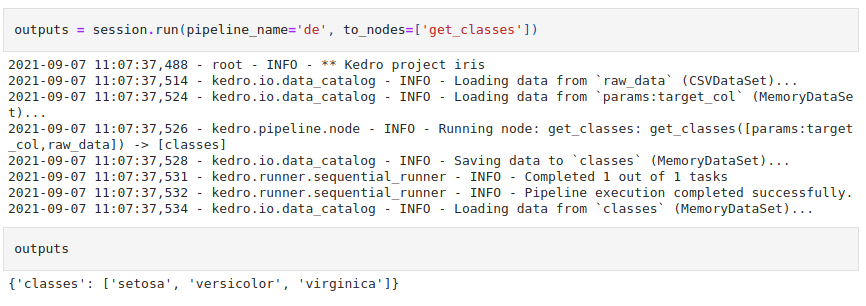 outputs = session.run(pipeline_name='de', to_nodes=['get_classes'])
2021-09-07 11:07:37,488 - root - INFO - ** Kedro project iris
2021-09-07 11:07:37,514 - kedro.io.data_catalog - INFO - Loading data from `raw_data` (CSVDataSet)...
2021-09-07 11:07:37,524 - kedro.io.data_catalog - INFO - Loading data from `params:target_col` (MemoryDataSe
t)...
2021-09-07 11:07:37,526 - kedro.pipeline.node - INFO - Running node: get_classes: get_classes([params:target
_col,raw_data]) -> [classes]
2021-09-07 11:07:37,528 - kedro.io.data_catalog - INFO - Saving data to `classes` (MemoryDataSet)...
2021-09-07 11:07:37,531 - kedro.runner.sequential_runner - INFO - Completed 1 out of 1 tasks
2021-09-07 11:07:37,532 - kedro.runner.sequential_runner - INFO - Pipeline execution completed successfully.
2021-09-07 11:07:37,534 - kedro.io.data_catalog - INFO - Loading data from `classes` (MemoryDataSet)...
outputs
{'classes': ['setosa', 'versicolor', 'virginica']}